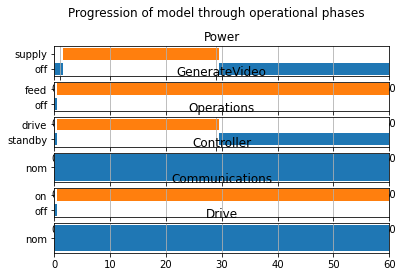 Progression of model through operational phases
Power
supply
off
GenerateVideo
feed
off
Operations
drive
standby
Controller
nom
Communications
on
off
Drive
nom
0 10 20 30 40 50 60